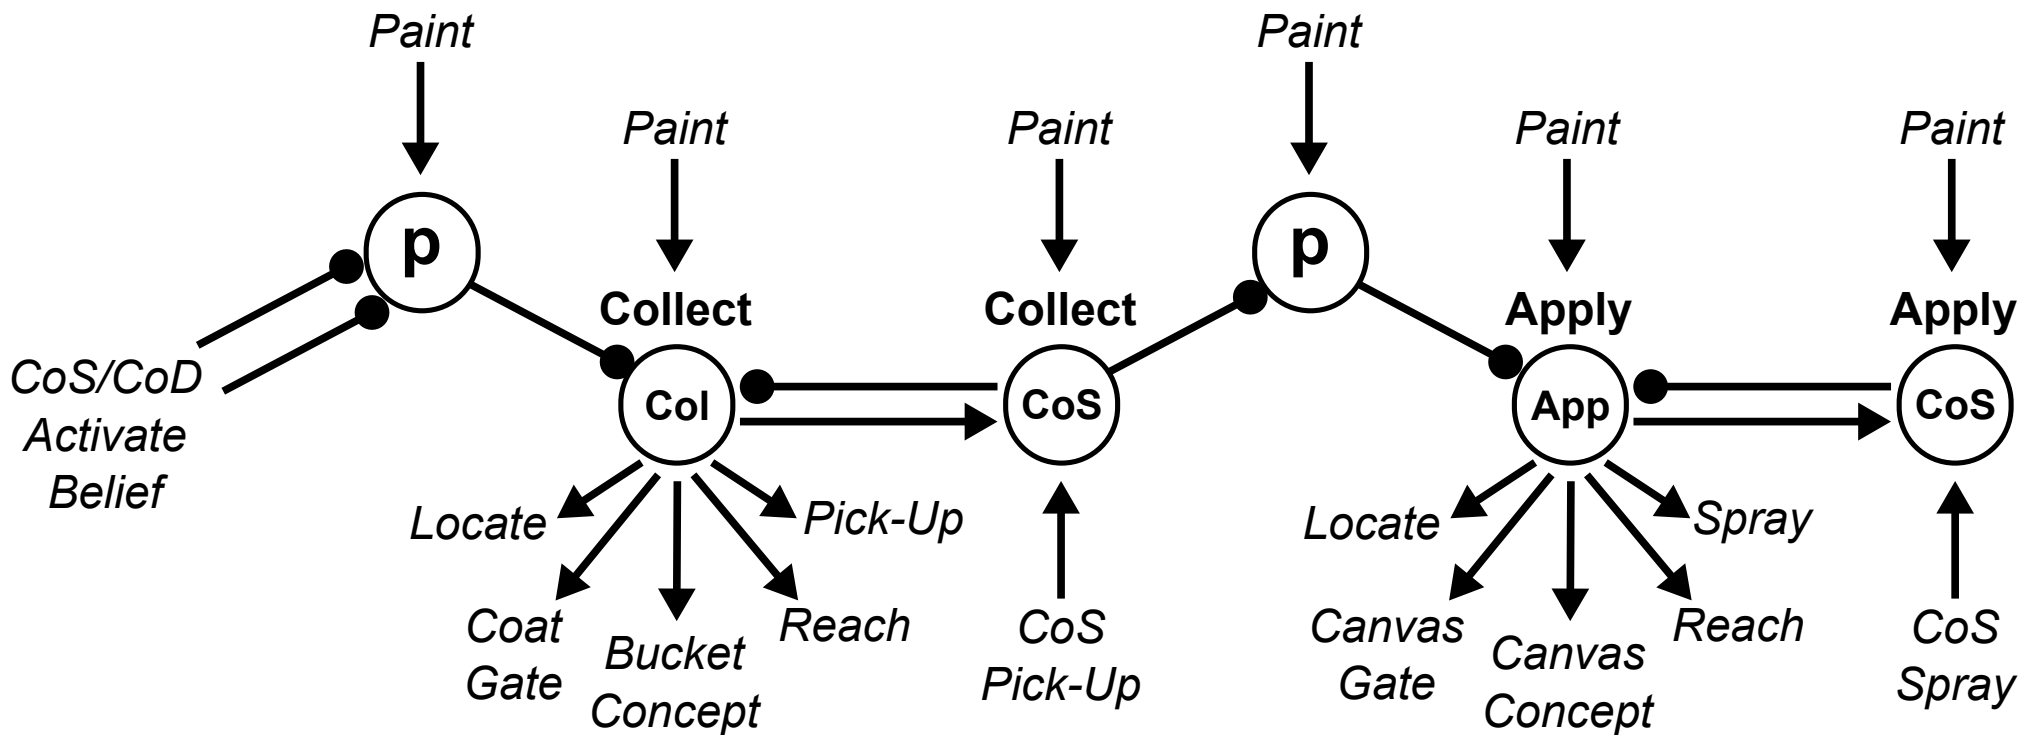 Paint
Paint
Paint
Paint
Paint
Paint
p
p
Collect
Collect
Apply
Apply
CoS/CoD
Activate
Belief
Col
CoS
App
CoS
Locate
Pick-Up
Locate
Spray
Coat
Gate
Bucket
Concept
Reach
CoS
Pick-Up
Canvas
Gate
Canvas
Concept
Reach
CoS
Spray